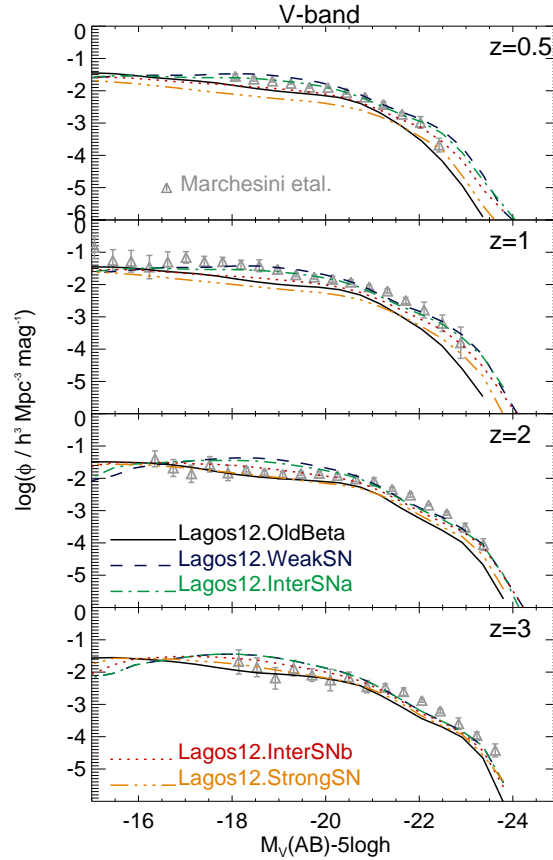 V-band
0
-1
-2
-3
-4
-5
-6
z=0.5
Marchesini etal.
0
-1
-2
-3
-4
-5
z=1
log(ϕ / h³ Mpc⁻³ mag⁻¹)
0
-1
-2
-3
-4
-5
z=2
Lagos12.OldBeta
Lagos12.WeakSN
Lagos12.InterSNa
0
-1
-2
-3
-4
-5
z=3
Lagos12.InterSNb
Lagos12.StrongSN
-16 -18 -20 -22 -24
M_V(AB)-5logh